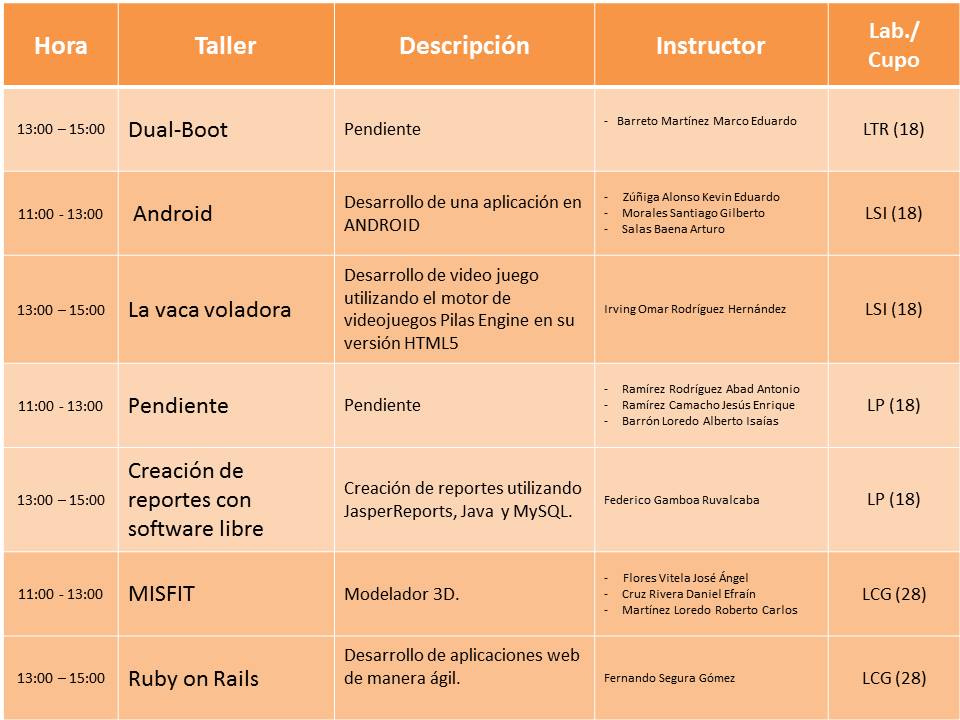 Hora
Taller
Descripción
Instructor
Lab./
Cupo
13:00 – 15:00
Dual-Boot
Pendiente
- Barreto Martínez Marco Eduardo
LTR (18)
11:00 - 13:00
Android
Desarrollo de una aplicación en
ANDROID
- Zúñiga Alonso Kevin Eduardo
- Morales Santiago Gilberto
- Salas Baena Arturo
LSI (18)
13:00 – 15:00
La vaca voladora
Desarrollo de video juego
utilizando el motor de
videojuegos Pilas Engine en su
versión HTML5
Irving Omar Rodríguez Hernández
LSI (18)
11:00 - 13:00
Pendiente
Pendiente
- Ramírez Rodríguez Abad Antonio
- Ramírez Camacho Jesús Enrique
- Barrón Loredo Alberto Isaías
LP (18)
13:00 – 15:00
Creación de
reportes con
software libre
Creación de reportes utilizando
JasperReports, Java y MySQL.
Federico Gamboa Ruvalcaba
LP (18)
11:00 - 13:00
MISFIT
Modelador 3D.
- Flores Vitela José Ángel
- Cruz Rivera Daniel Efraín
- Martínez Loredo Roberto Carlos
LCG (28)
13:00 – 15:00
Ruby on Rails
Desarrollo de aplicaciones web
de manera ágil.
Fernando Segura Gómez
LCG (28)